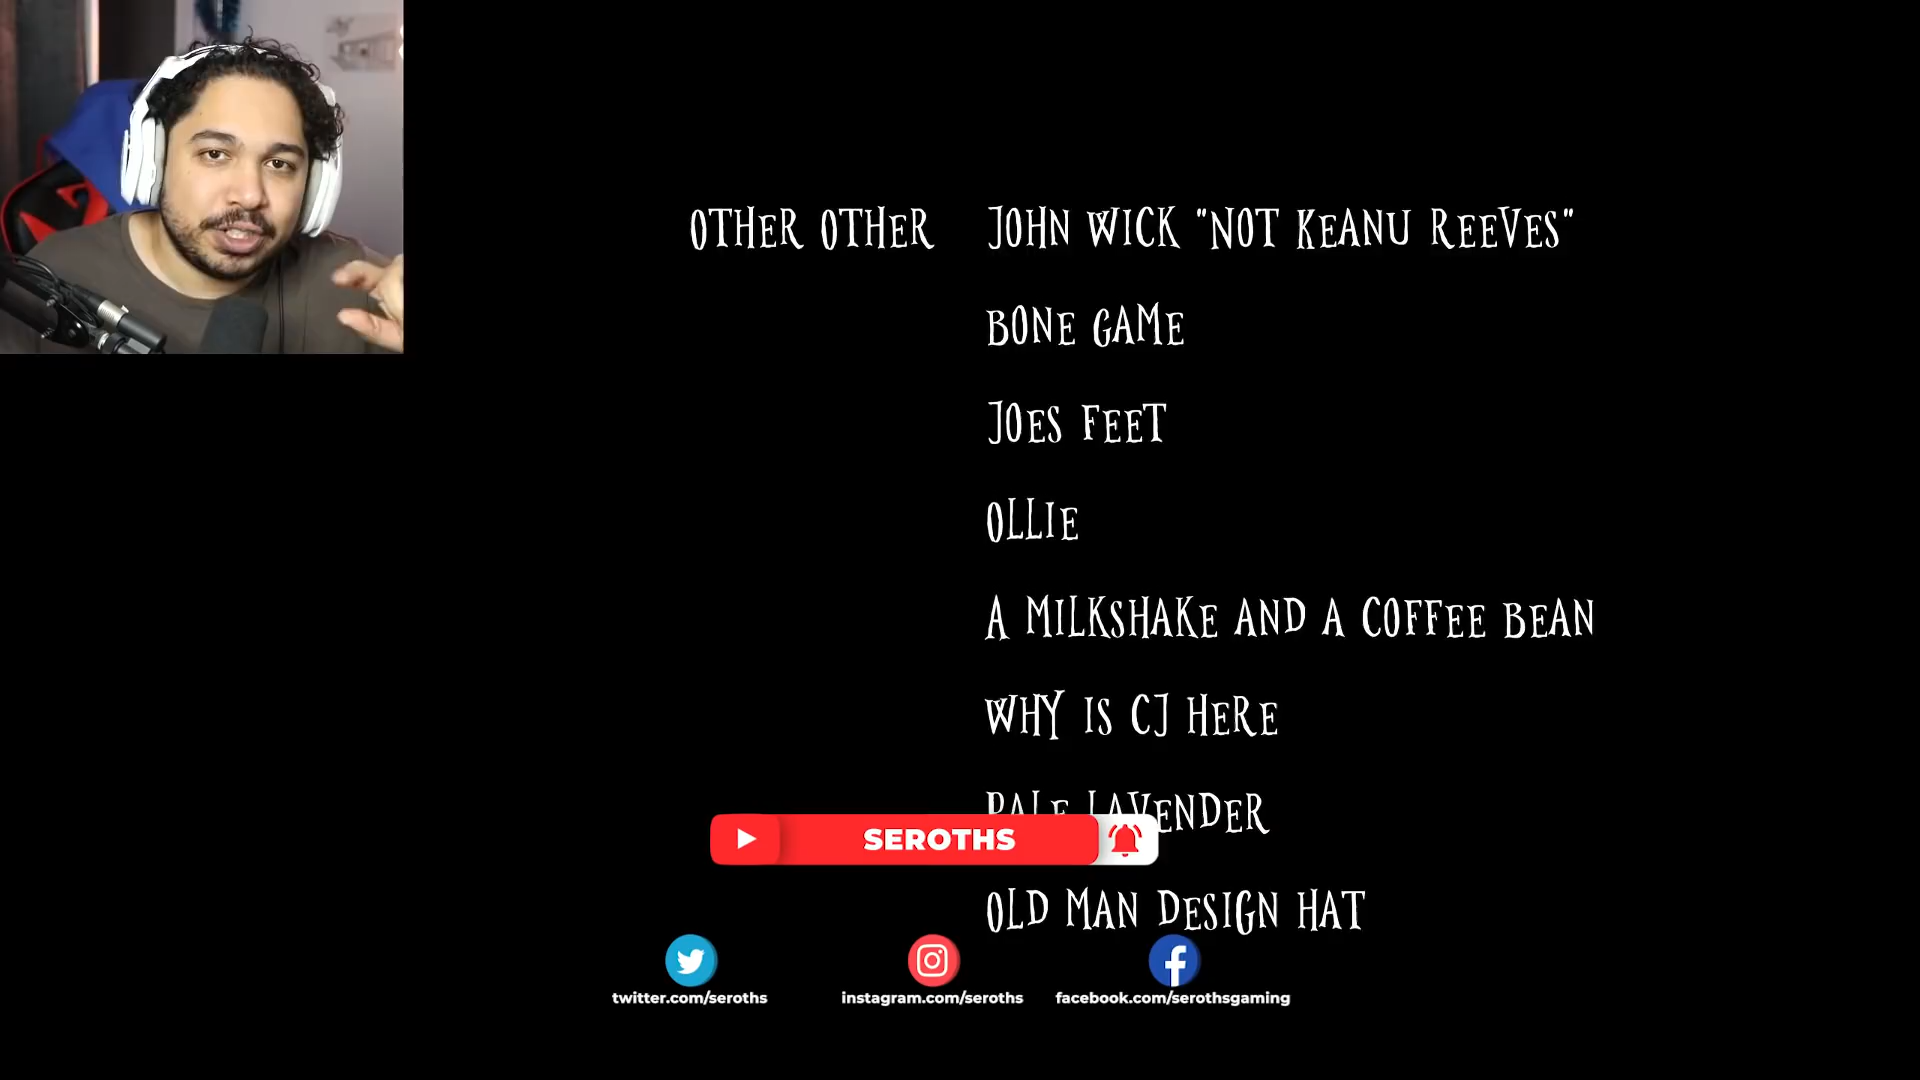 OTHER OTHER JOHN WICK "NOT KEANU REEVES"
BONE GAME
JOES FEET
OLLIE
A MILKSHAKE AND A COFFEE BEAN
WHY IS CJ HERE
PALE LAVENDER
SEROTHS
OLD MAN DESIGN HAT
twitter.com/seroths instagram.com/seroths facebook.com/serothsgaming